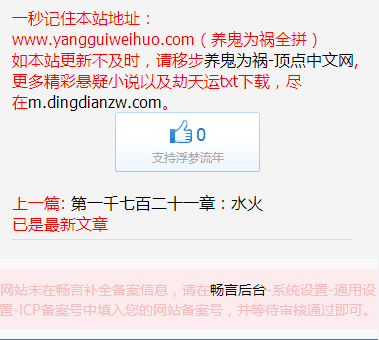 一秒记住本站地址：
www.yangguiweihuo.com（养鬼为祸全拼）
如本站更新不及时，请移步养鬼为祸-顶点中文网,
更多精彩悬疑小说以及劫天运txt下载，尽
在m.dingdianzw.com。
0
支持浮梦流年
上一篇: 第一千七百二十一章：水火
已是最新文章
网站未在畅言补全备案信息，请在畅言后台-系统设置-通用设
置-ICP备案号中填入您的网站备案号，并等待审核通过即可。